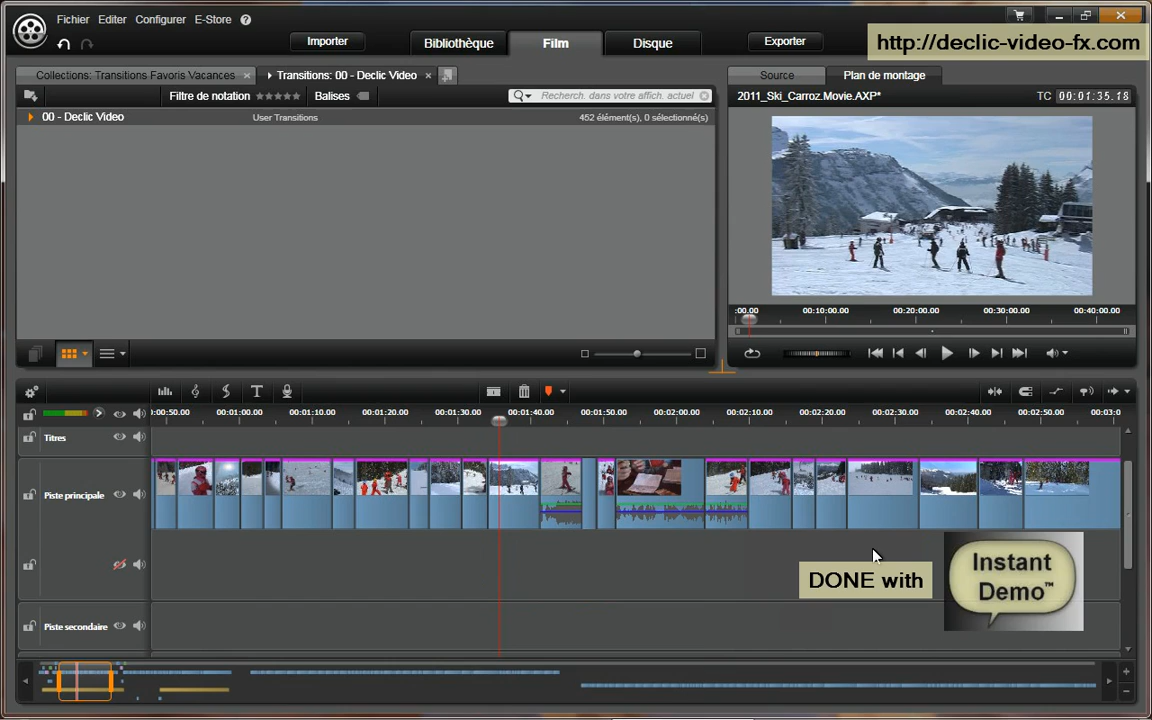 Fichier Editer Configurer E-Store ?
Importer
Bibliothèque
Film
Disque
Exporter
http://declic-video-fx.com
Collections: Transitions Favoris Vacances ×
Transitions: 00 - Declic Video ×
Source
Plan de montage
Filtre de notation
Balises
Recherch. dans votre affich. actuel
2011_Ski_Carroz.Movie.AXP*
TC 00:01:35.18
00 - Declic Video
User Transitions
452 élément(s), 0 sélectionné(s)
:00.00 00:10:00.00 00:20:00.00 00:30:00.00 00:40:00.00
0:00:50.00 00:01:00.00 00:01:10.00 00:01:20.00 00:01:30.00 00:01:40.00 00:01:50.00 00:02:00.00 00:02:10.00 00:02:20.00 00:02:30.00 00:02:40.00 00:02:50.00 00:03:0
Titres
Piste principale
DONE with
Instant
Demo™
Piste secondaire